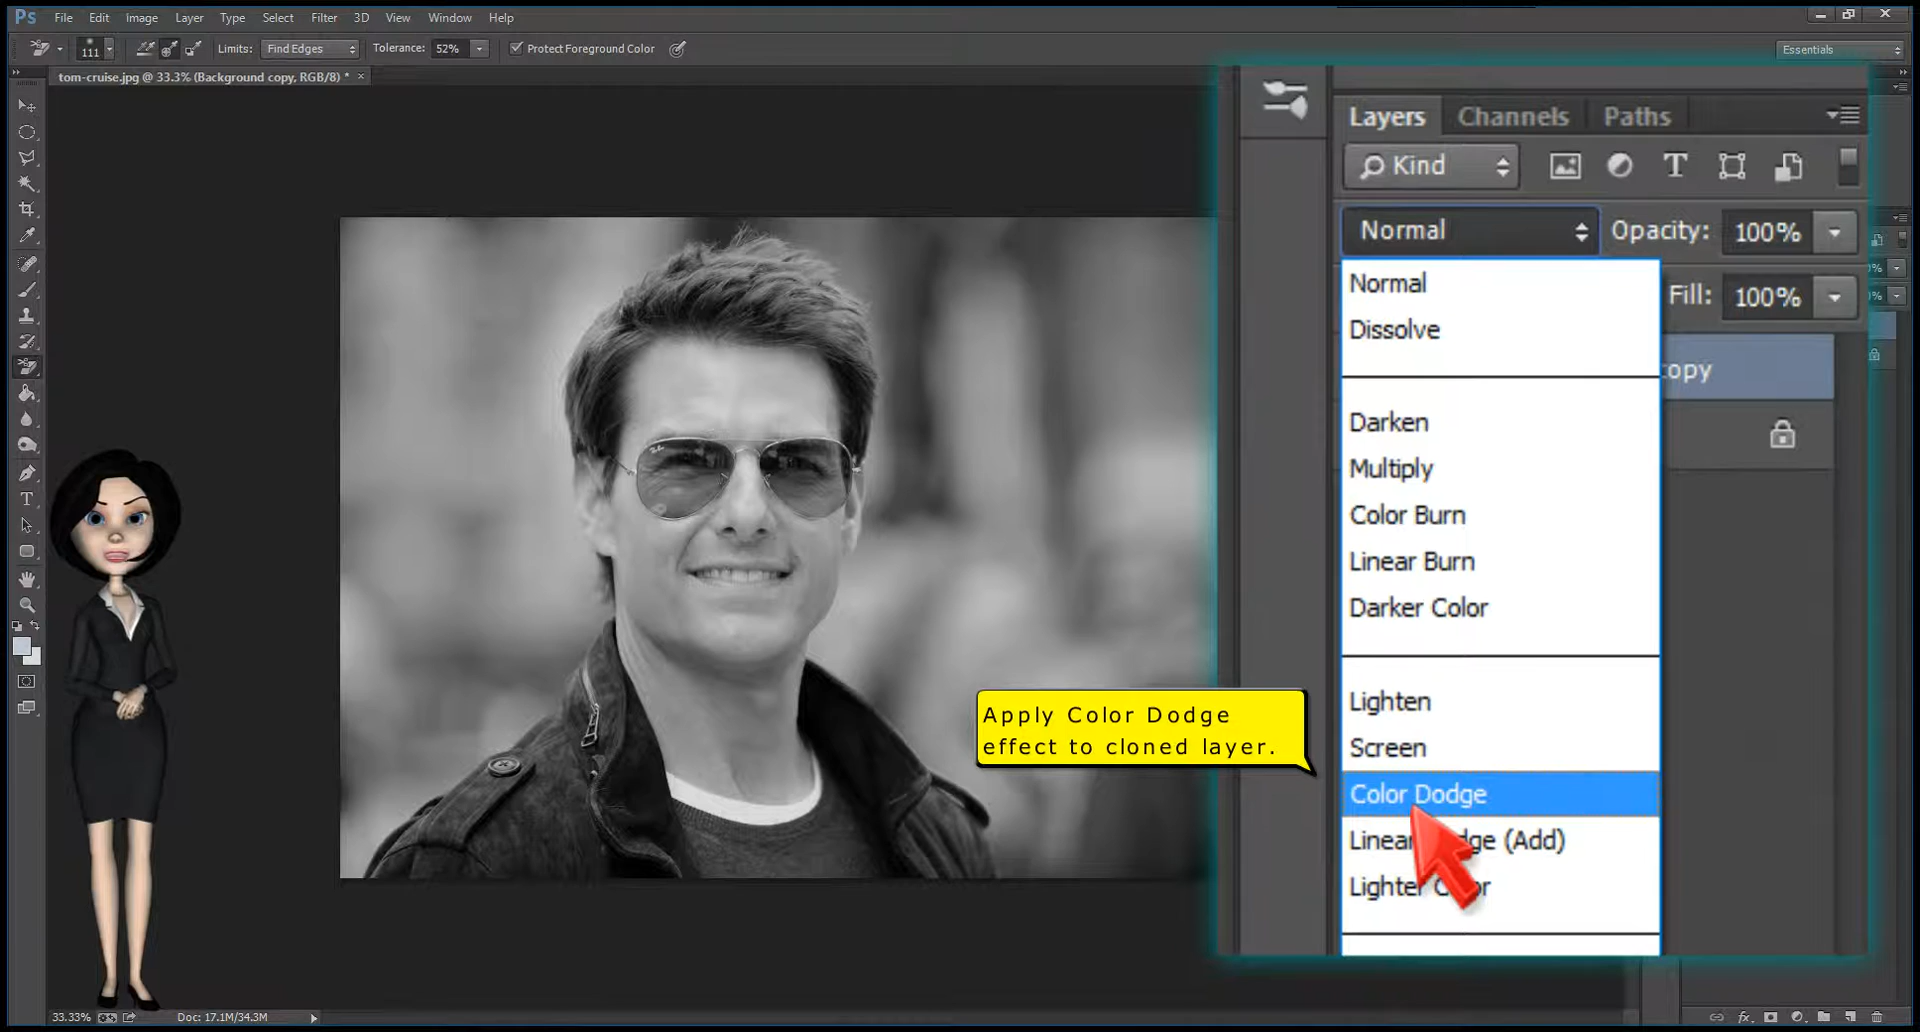 Ps File Edit Image Layer Type Select Filter 3D View Window Help
111 Limits: Find Edges Tolerance: 52% Protect Foreground Color Essentials
tom-cruise.jpg @ 33.3% (Background copy, RGB/8) *
Layers Channels Paths
Kind
Normal Opacity: 100%
Normal
Fill: 100%
Dissolve
copy
Darken
Multiply
Color Burn
Linear Burn
Darker Color
Lighten
Apply Color Dodge
effect to cloned layer.
Screen
Color Dodge
(Add)
Lighter
33.33% Doc: 17.1M/34.3M